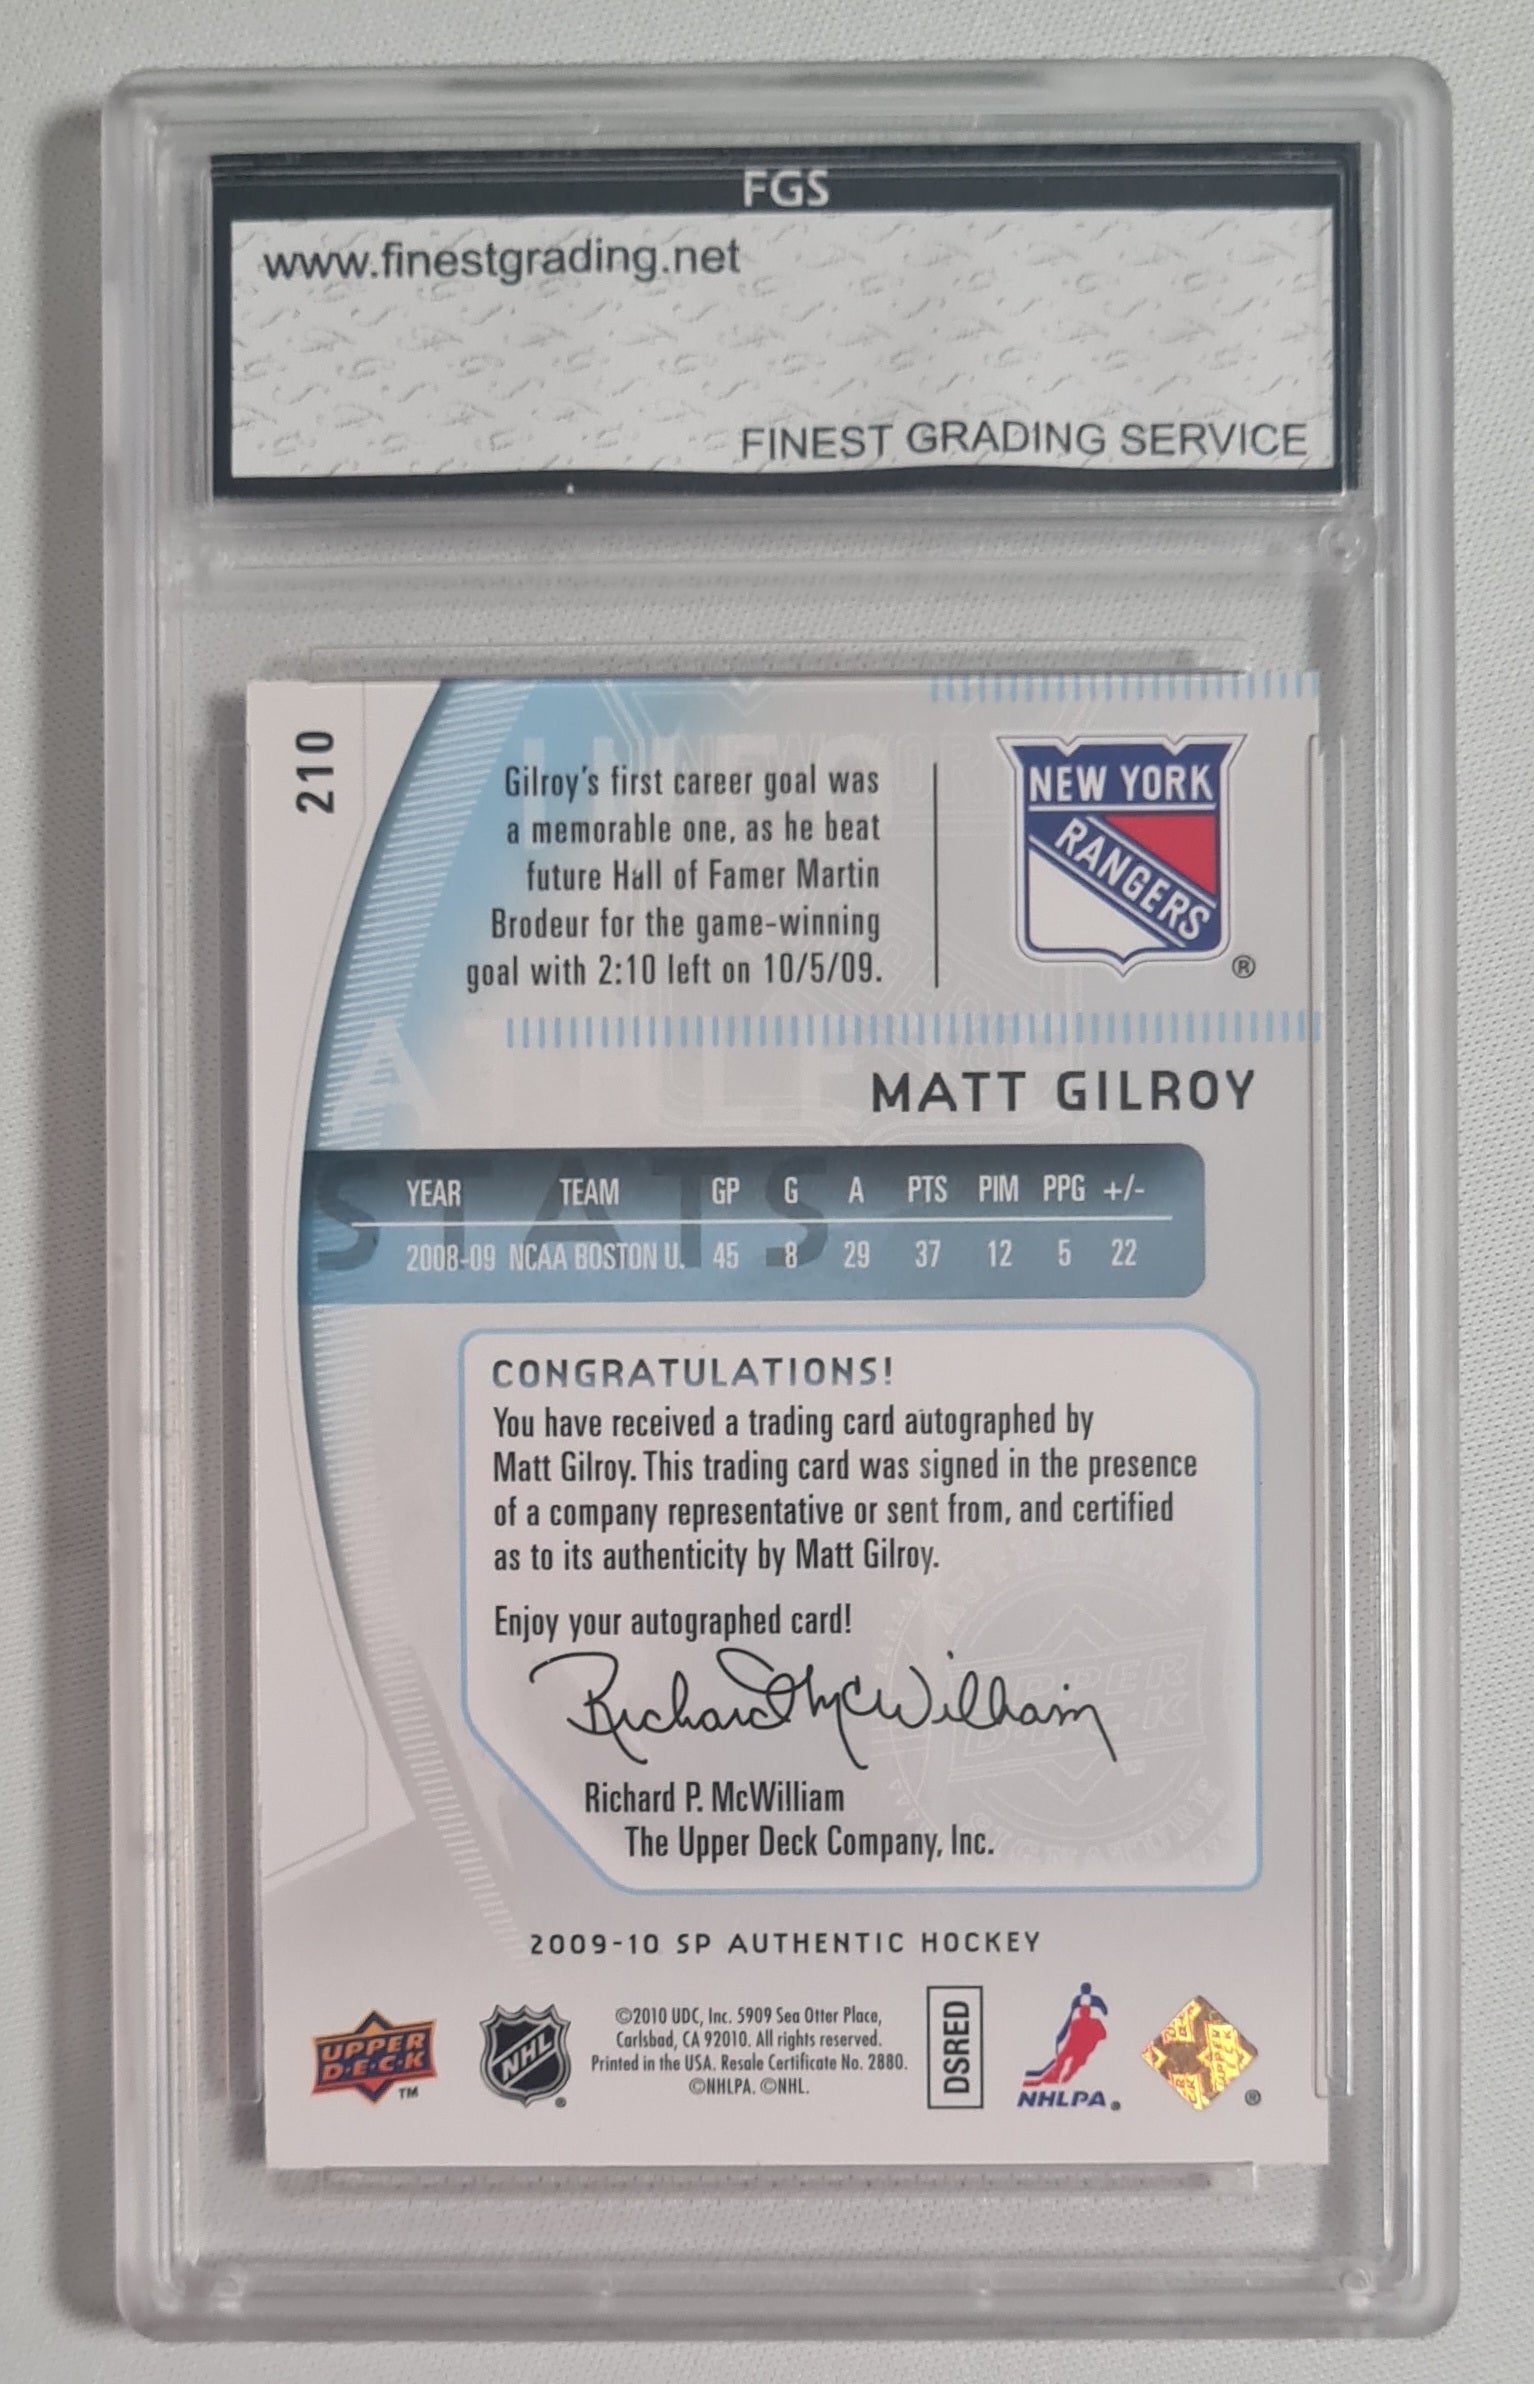 FGS
www.finestgrading.net
FINEST GRADING SERVICE
210
Gilroy's first career goal was
a memorable one, as he beat
future Hall of Famer Martin
Brodeur for the game-winning
goal with 2:10 left on 10/5/09.
NEW YORK
RANGERS
®
MATT GILROY
STATS
YEAR TEAM GP G A PTS PIM PPG +/-
2008-09 NCAA BOSTON U. 45 8 29 37 12 5 22
CONGRATULATIONS!
You have received a trading card autographed by
Matt Gilroy. This trading card was signed in the presence
of a company representative or sent from, and certified
as to its authenticity by Matt Gilroy.
Enjoy your autographed card!
Richard McWilliam
UPPER
DECK
Richard P. McWilliam
The Upper Deck Company, Inc.
2009-10 SP AUTHENTIC HOCKEY
UPPER
D·E·C·K
TM
NHL
®
©2010 UDC, Inc. 5909 Sea Otter Place,
Carlsbad, CA 92010. All rights reserved.
Printed in the USA. Resale Certificate No. 2880.
©NHLPA. ©NHL.
DSRED
NHLPA®
®